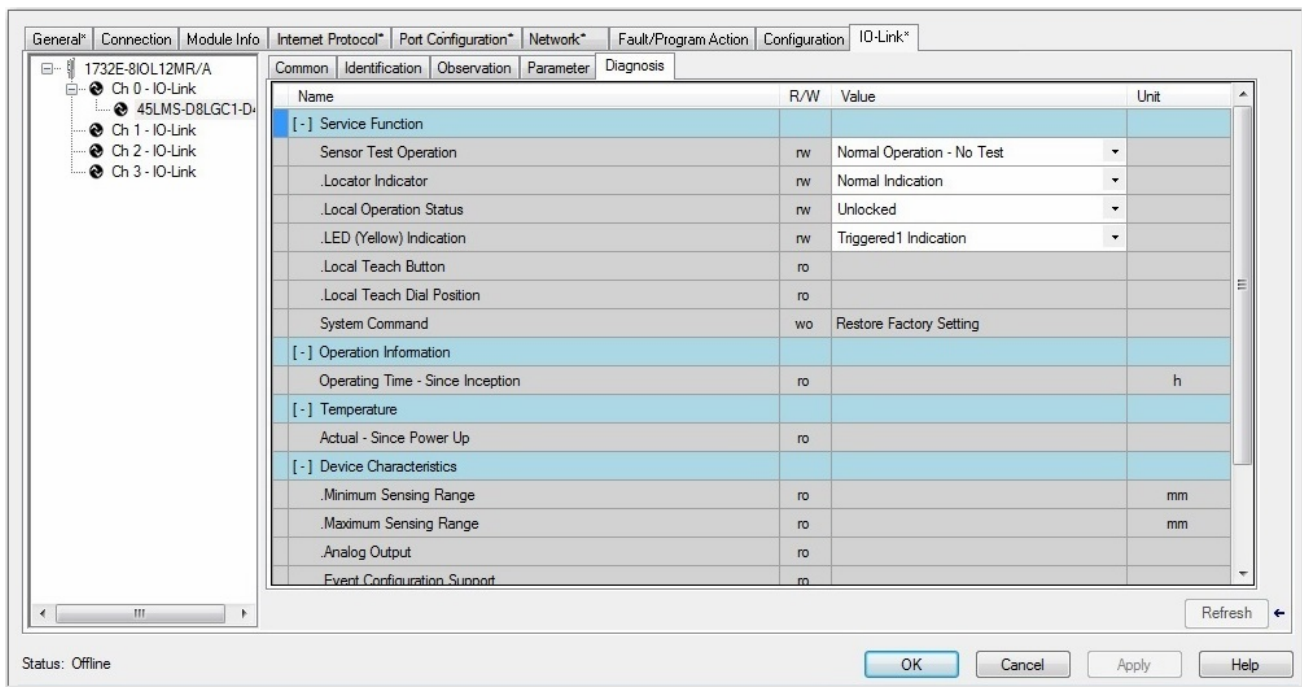 General* Connection Module Info Internet Protocol* Port Configuration* Network* Fault/Program Action Configuration IO-Link*
1732E-8IOL12MR/A
Ch 0 - IO-Link
45LMS-D8LGC1-D4
Ch 1 - IO-Link
Ch 2 - IO-Link
Ch 3 - IO-Link
Common Identification Observation Parameter Diagnosis
Name R/W Value Unit
[-] Service Function
Sensor Test Operation rw Normal Operation - No Test
.Locator Indicator rw Normal Indication
.Local Operation Status rw Unlocked
.LED (Yellow) Indication rw Triggered1 Indication
.Local Teach Button ro
.Local Teach Dial Position ro
System Command wo Restore Factory Setting
[-] Operation Information
Operating Time - Since Inception ro h
[-] Temperature
Actual - Since Power Up ro
[-] Device Characteristics
.Minimum Sensing Range ro mm
.Maximum Sensing Range ro mm
.Analog Output ro
.Event Configuration Support ro
Refresh
Status: Offline
OK Cancel Apply Help